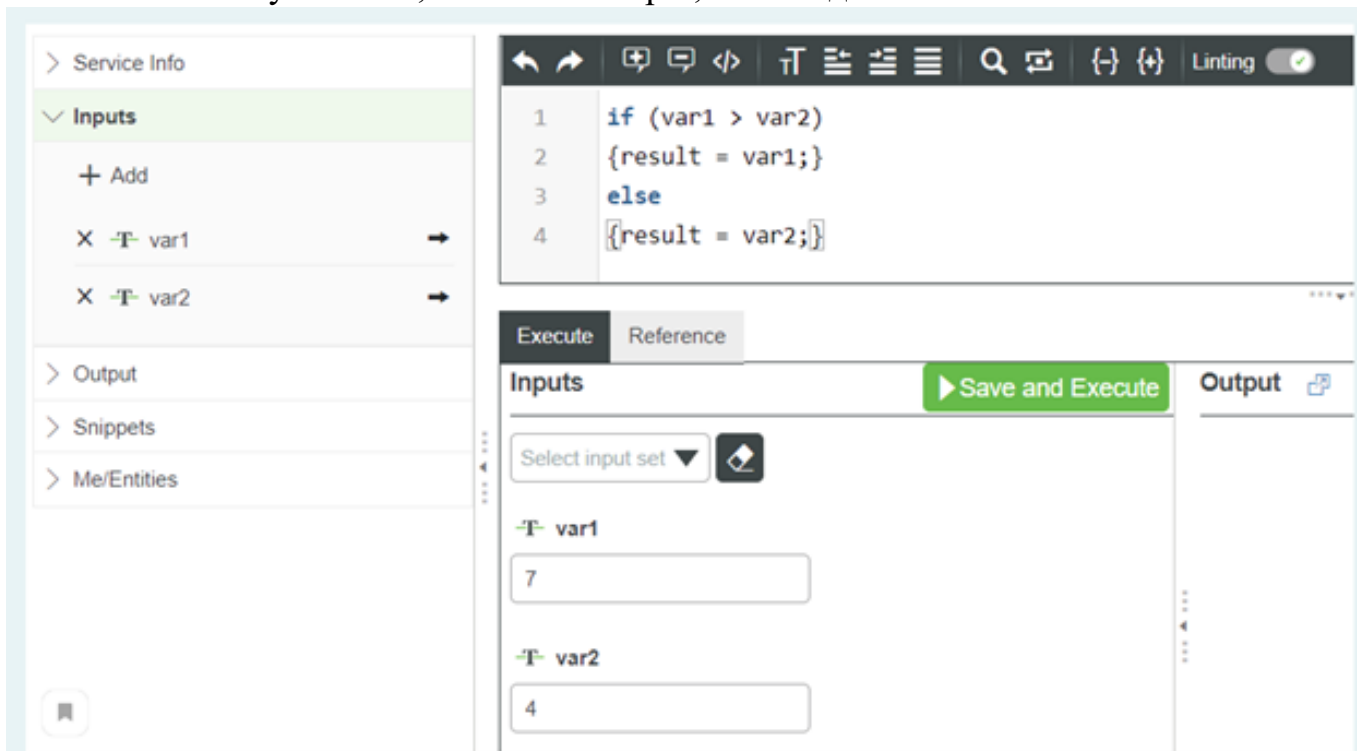 Service Info
Inputs
+ Add
X -T- var1
X -T- var2
Output
Snippets
Me/Entities
Linting
1 if (var1 > var2)
2 {result = var1;}
3 else
4 {result = var2;}
Execute Reference
Inputs
Save and Execute
Output
Select input set
-T- var1
7
-T- var2
4